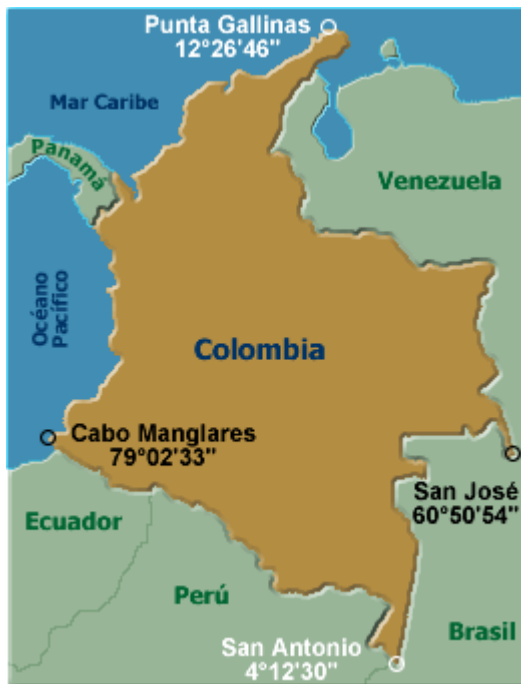 Punta Gallinas
12°26'46"
Mar Caribe
Panamá
Venezuela
Océano
Pacífico
Colombia
Cabo Manglares
79°02'33"
San José
60°50'54"
Ecuador
Perú
San Antonio
4°12'30"
Brasil